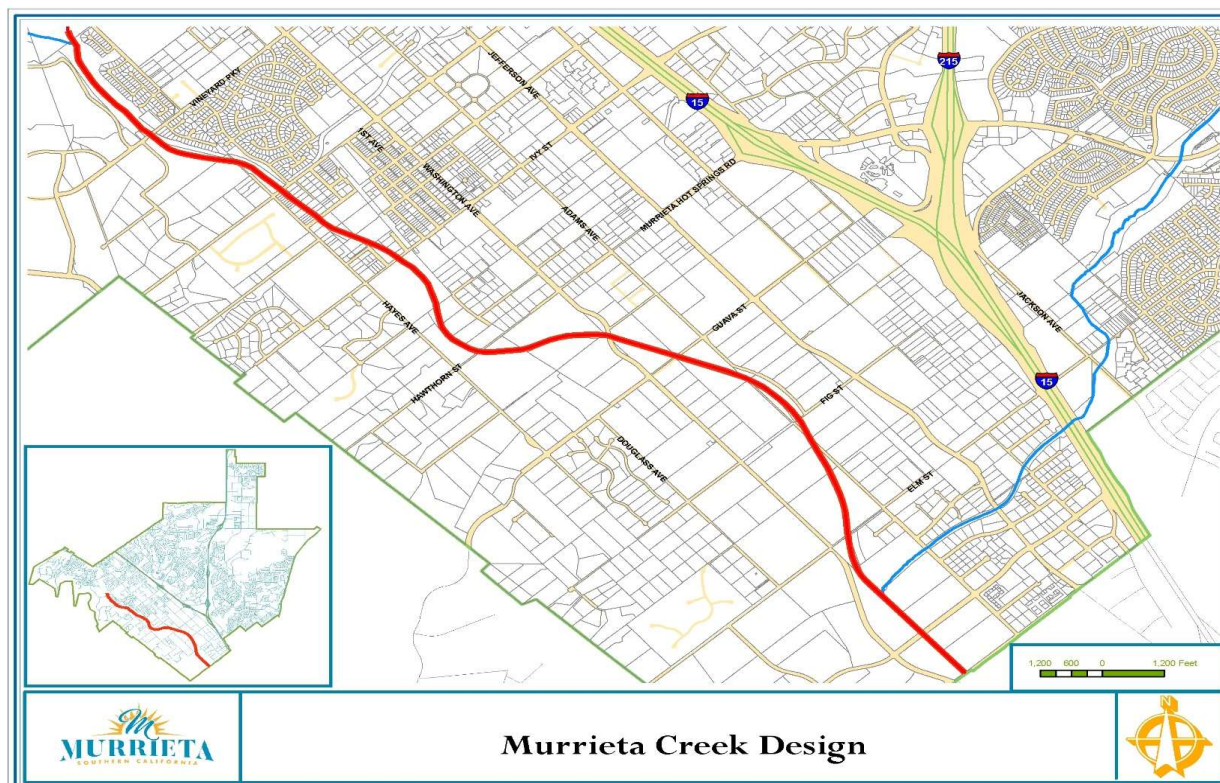 JEFFERSON AVE
215
15
VINEYARD PKY
1ST AVE
IVY ST
WASHINGTON AVE
MURRIETA HOT SPRINGS RD
ADAMS AVE
HAYES AVE
JACKSON AVE
GUAVA ST
HAWTHORN ST
15
FIG ST
DOUGLASS AVE
ELM ST
1,200 600 0 1,200 Feet
M
MURRIETA
SOUTHERN CALIFORNIA
Murrieta Creek Design
N